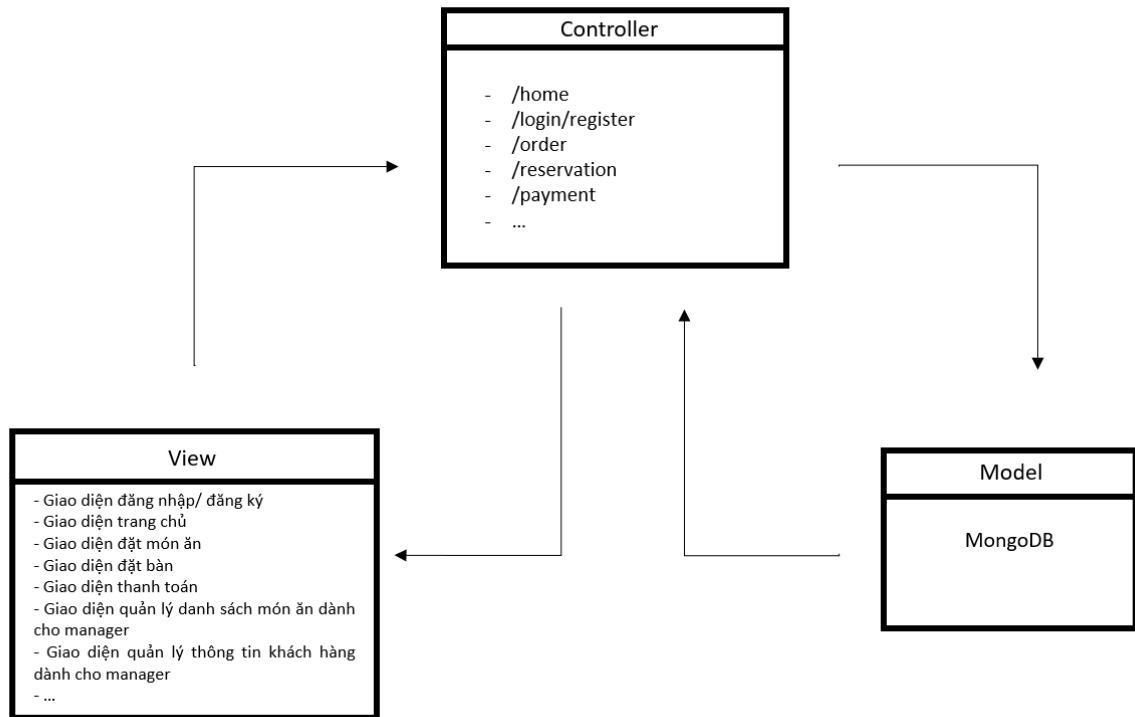 Controller
- /home
- /login/register
- /order
- /reservation
- /payment
- ...
View
- Giao diện đăng nhập/ đăng ký
- Giao diện trang chủ
- Giao diện đặt món ăn
- Giao diện đặt bàn
- Giao diện thanh toán
- Giao diện quản lý danh sách món ăn dành
cho manager
- Giao diện quản lý thông tin khách hàng
dành cho manager
- ...
Model
MongoDB